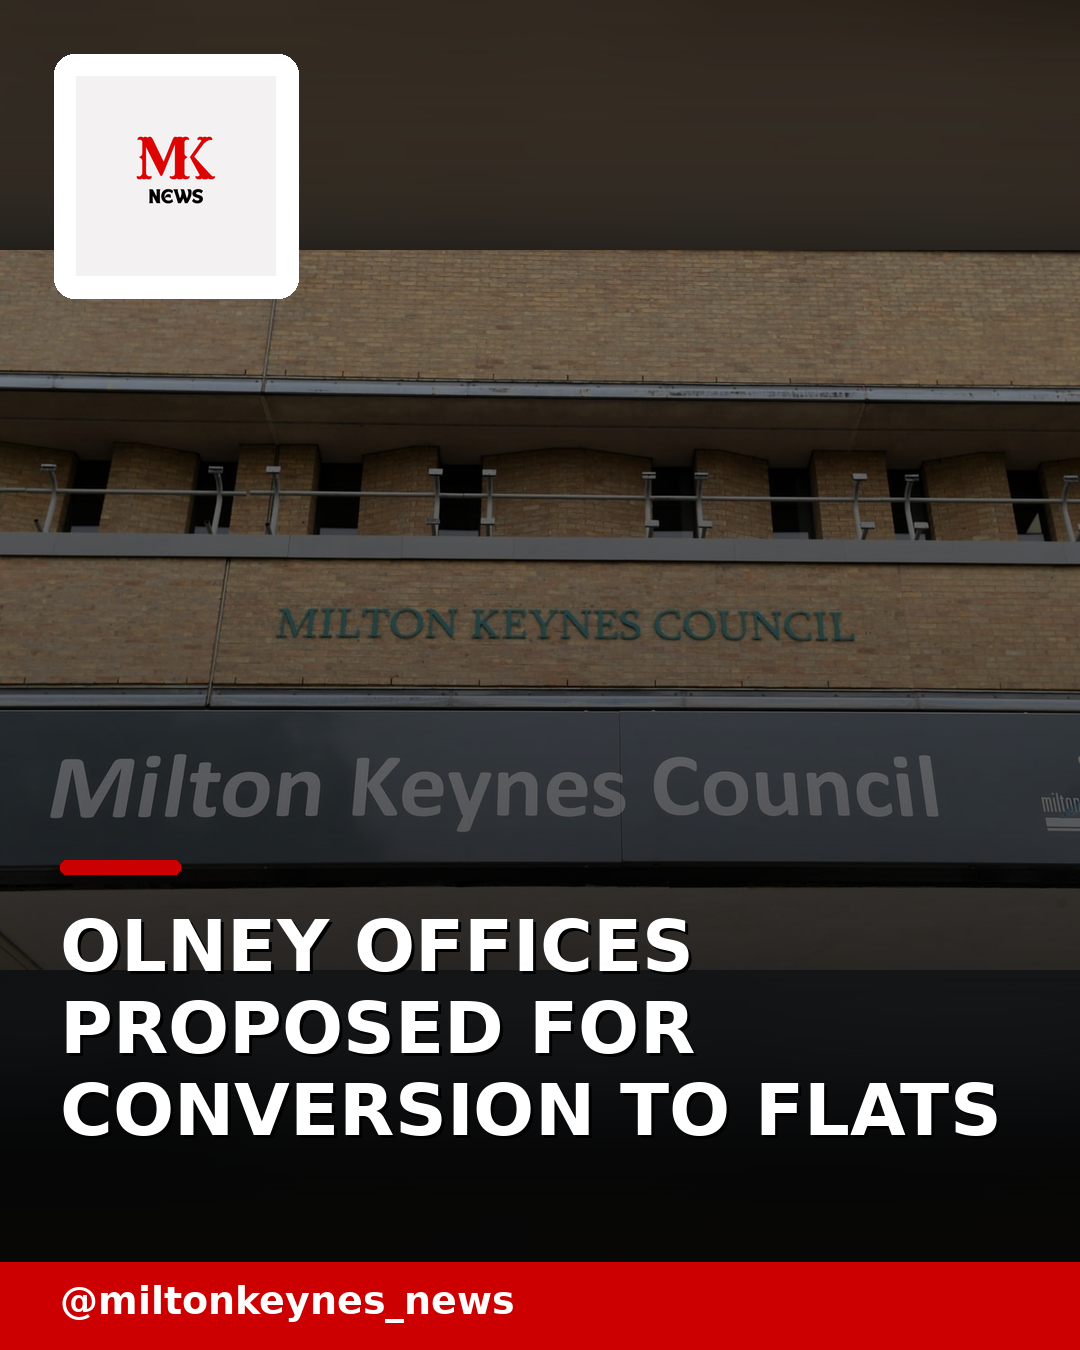 MK
NEWS
MILTON KEYNES COUNCIL
Milton Keynes Council
OLNEY OFFICES
PROPOSED FOR
CONVERSION TO FLATS
@miltonkeynes_news